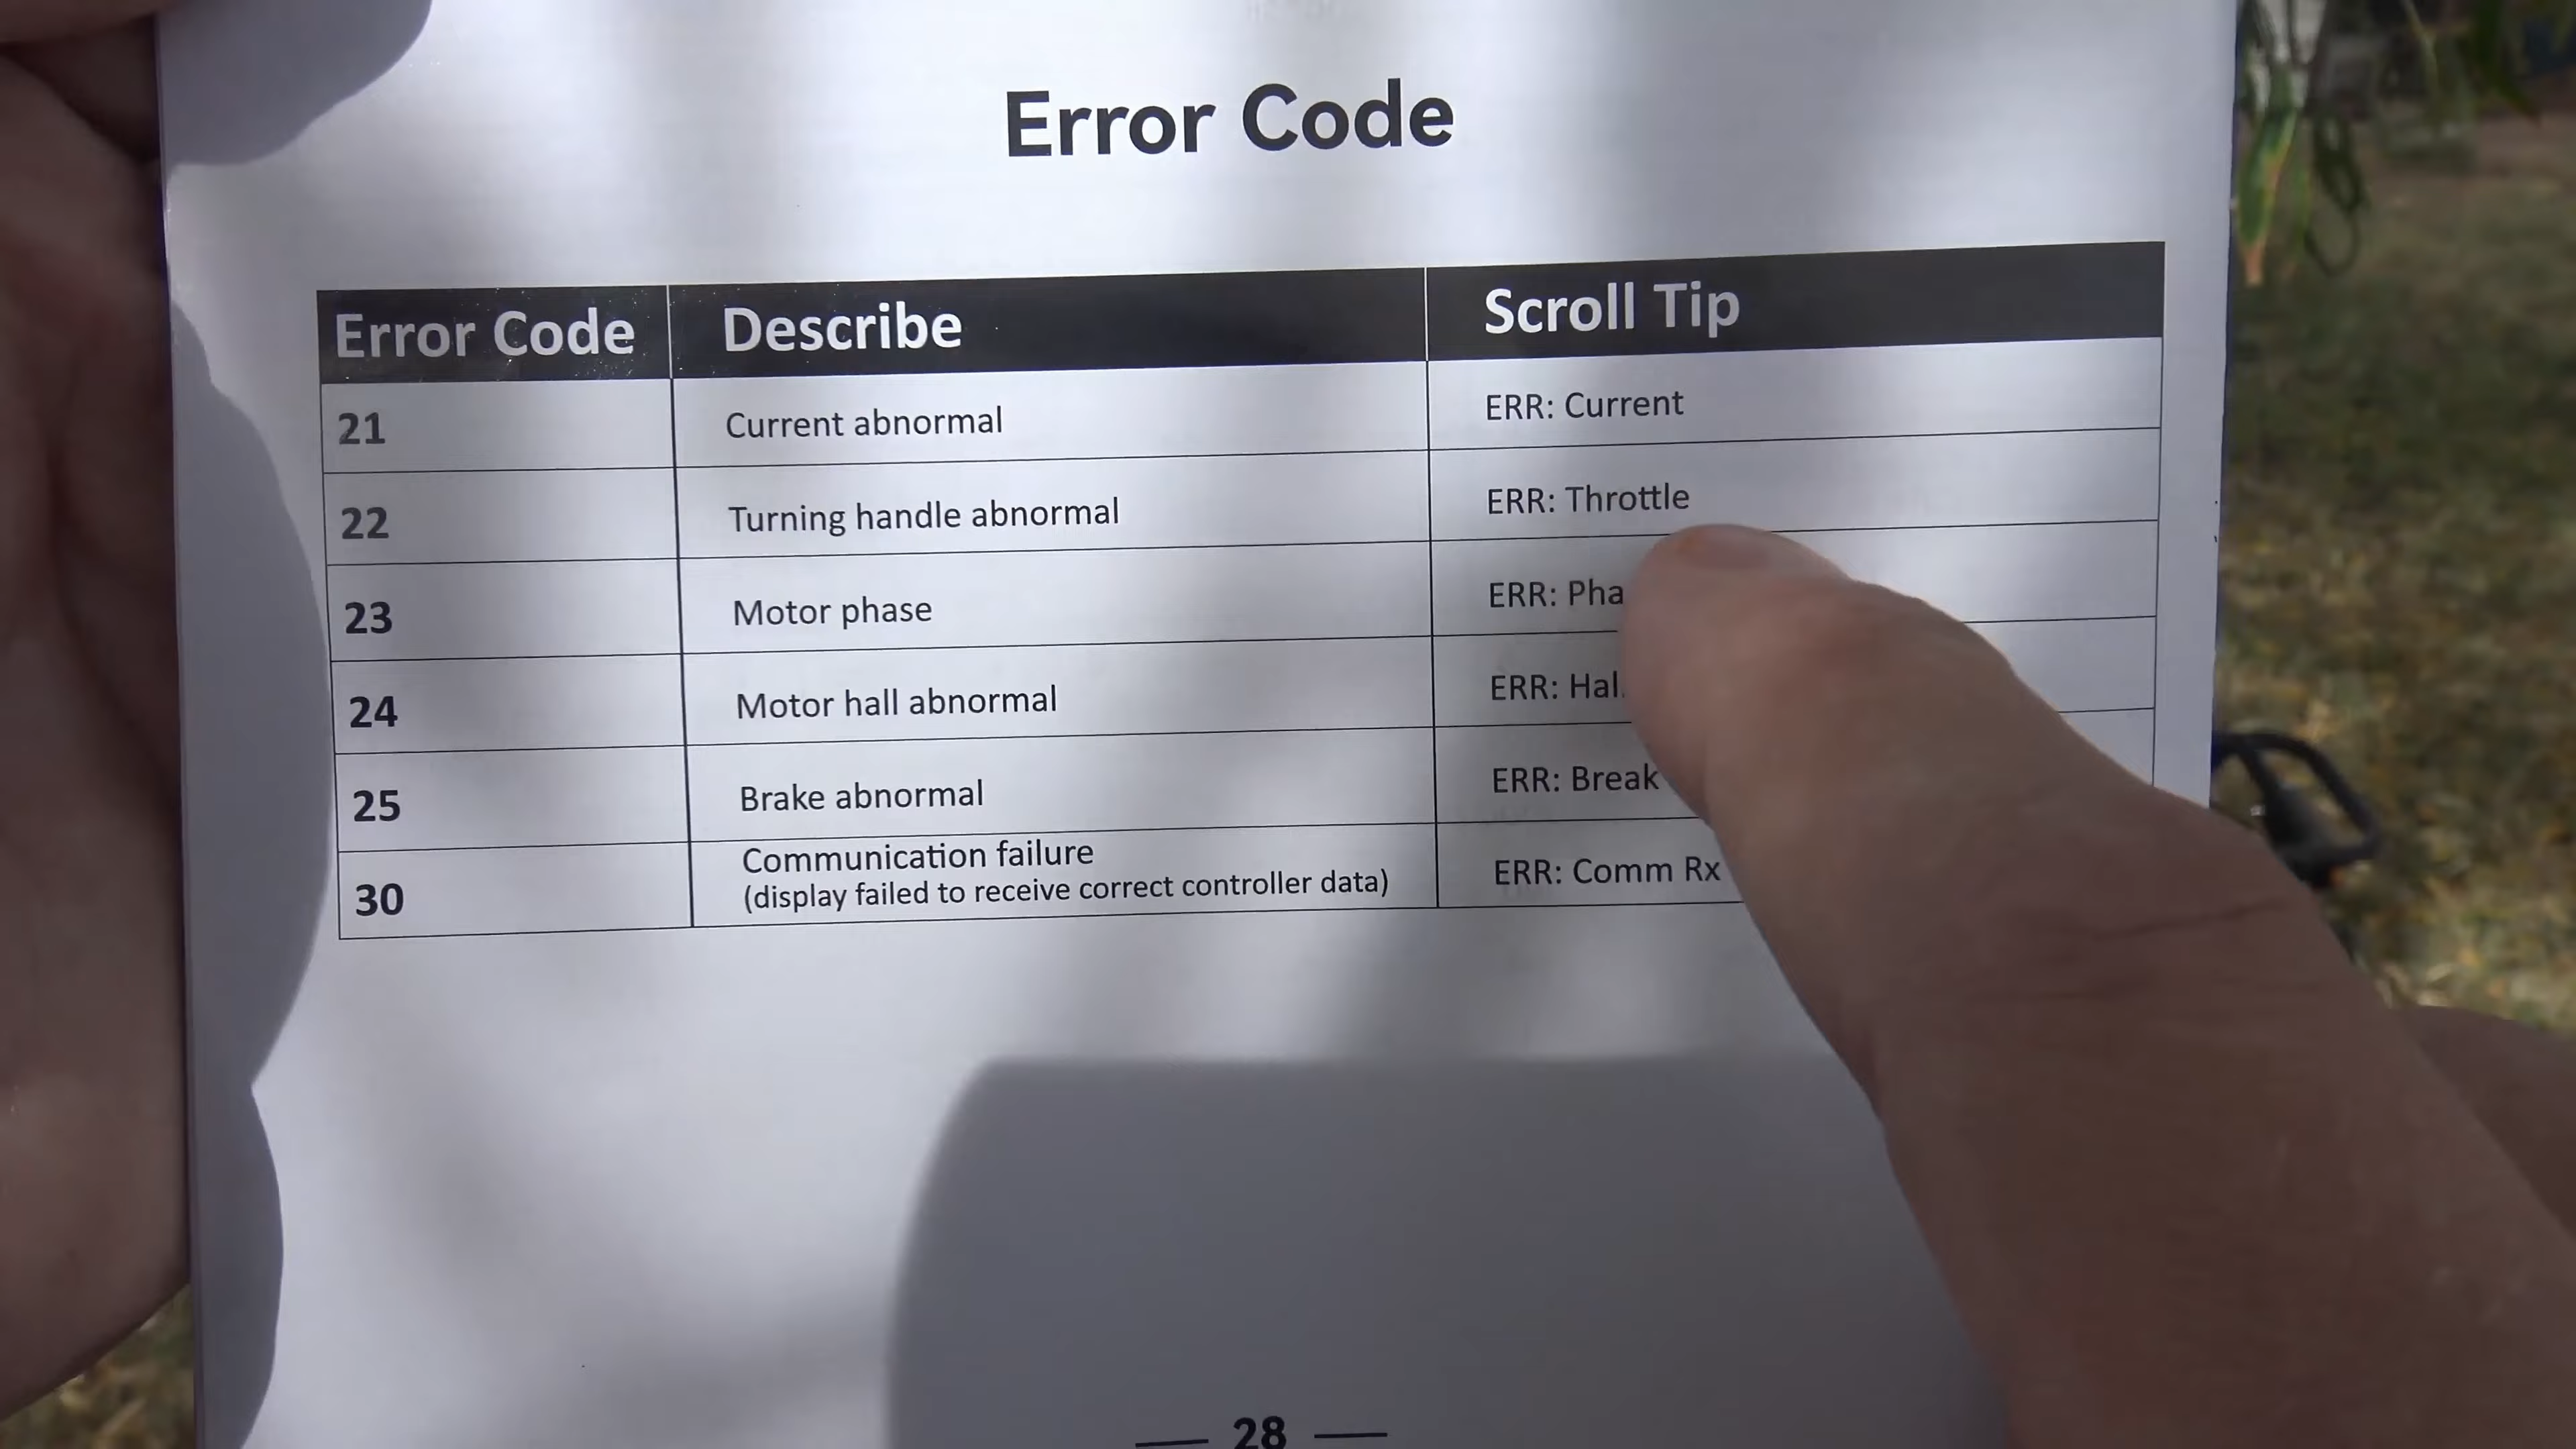 Error Code
Error Code Describe Scroll Tip
21 Current abnormal ERR: Current
22 Turning handle abnormal ERR: Throttle
23 Motor phase ERR:
24 Motor hall abnormal ERR:
25 Brake abnormal ERR: Break
30 Communication failure
(display failed to receive correct controller data) ERR: Comm Rx
28